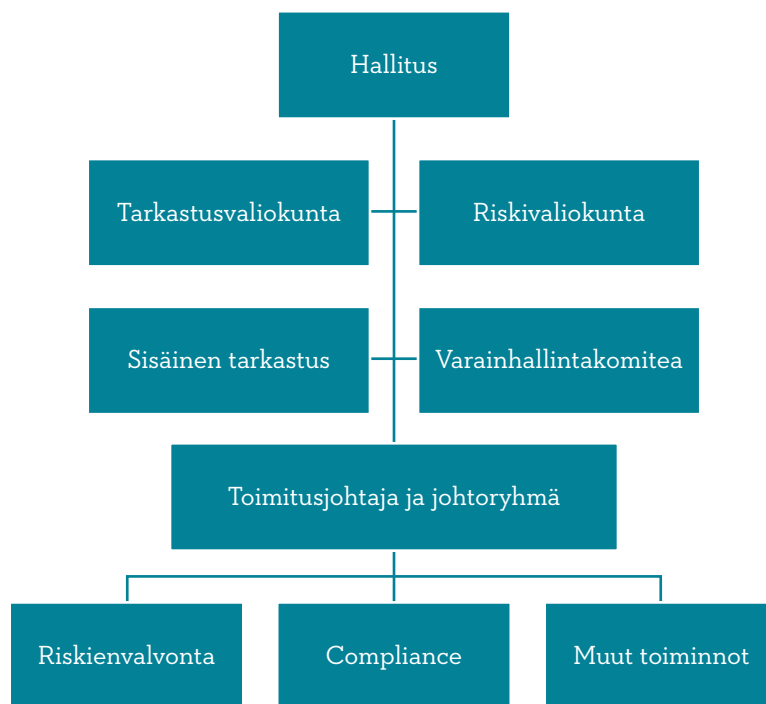 Hallitus
Tarkastusvaliokunta
Riskivaliokunta
Sisäinen tarkastus
Varainhallintakomitea
Toimitusjohtaja ja johtoryhmä
Riskienvalvonta
Compliance
Muut toiminnot